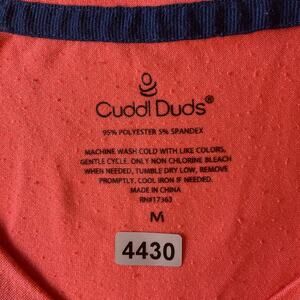 Cuddl Duds®
95% POLYESTER 5% SPANDEX
MACHINE WASH COLD WITH LIKE COLORS,
GENTLE CYCLE. ONLY NON CHLORINE BLEACH
WHEN NEEDED, TUMBLE DRY LOW, REMOVE
PROMPTLY. COOL IRON IF NEEDED.
MADE IN CHINA
RN#17363
M
4430